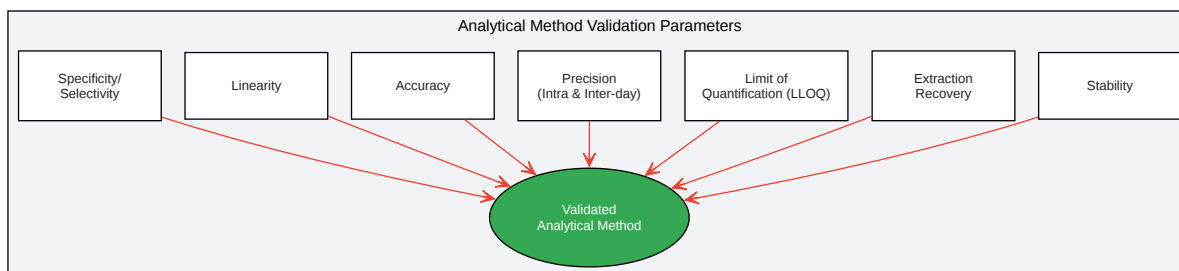 Analytical Method Validation Parameters
Specificity/
Selectivity
Linearity
Accuracy
Precision
(Intra & Inter-day)
Limit of
Quantification (LLOQ)
Extraction
Recovery
Stability
Validated
Analytical Method